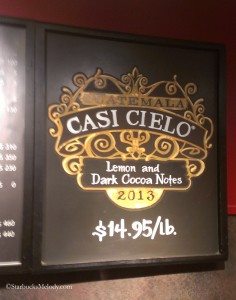 GUATEMALA
CASI CIELO®
Lemon and
Dark Cocoa Notes
2013
$14.95/lb.
© StarbucksMelody.com